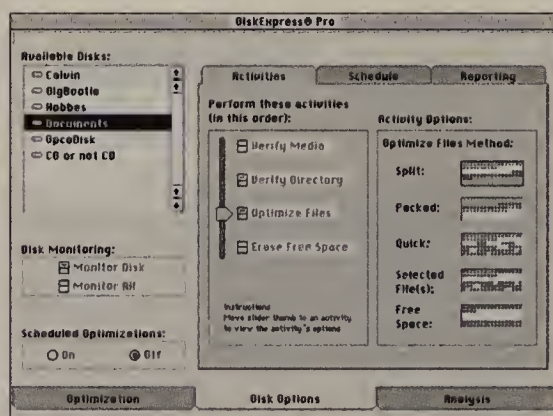 DiskExpress® Pro
Available Disks:
Calvin
BigBootie
Hobbes
Documents
OpcoDisk
CD or not CD
Disk Monitoring:
Monitor Disk
Monitor All
Scheduled Optimizations:
On
Off
Activities
Schedule
Reporting
Perform these activities
(in this order):
Verify Media
Verify Directory
Optimize Files
Erase Free Space
Instructions
Move slider thumb to an activity
to view the activity's options
Activity Options:
Optimize Files Method:
Split:
Packed:
Quick:
Selected
File(s):
Free
Space:
Optimization
Disk Options
Analysis